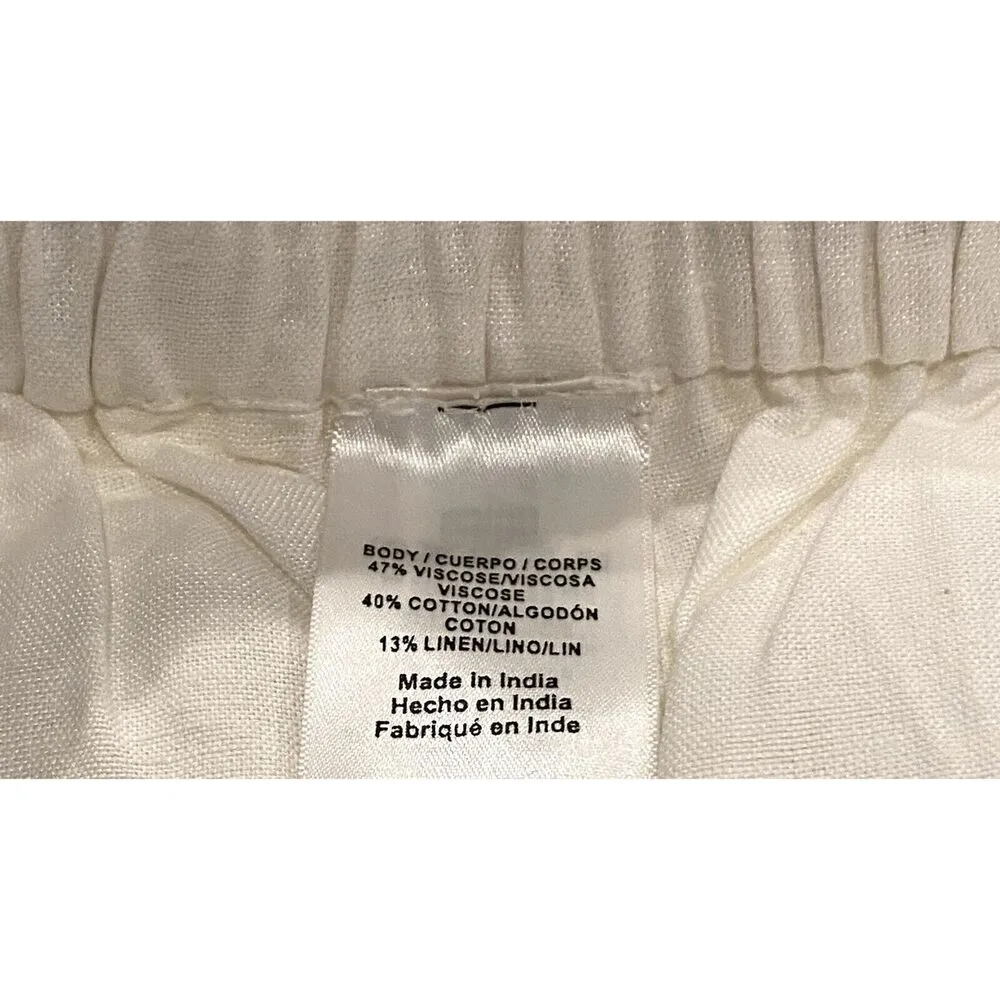 BODY / CUERPO / CORPS
47% VISCOSE/VISCOSA
VISCOSE
40% COTTON/ALGODÓN
COTON
13% LINEN/LINO/LIN
Made in India
Hecho en India
Fabriqué en Inde